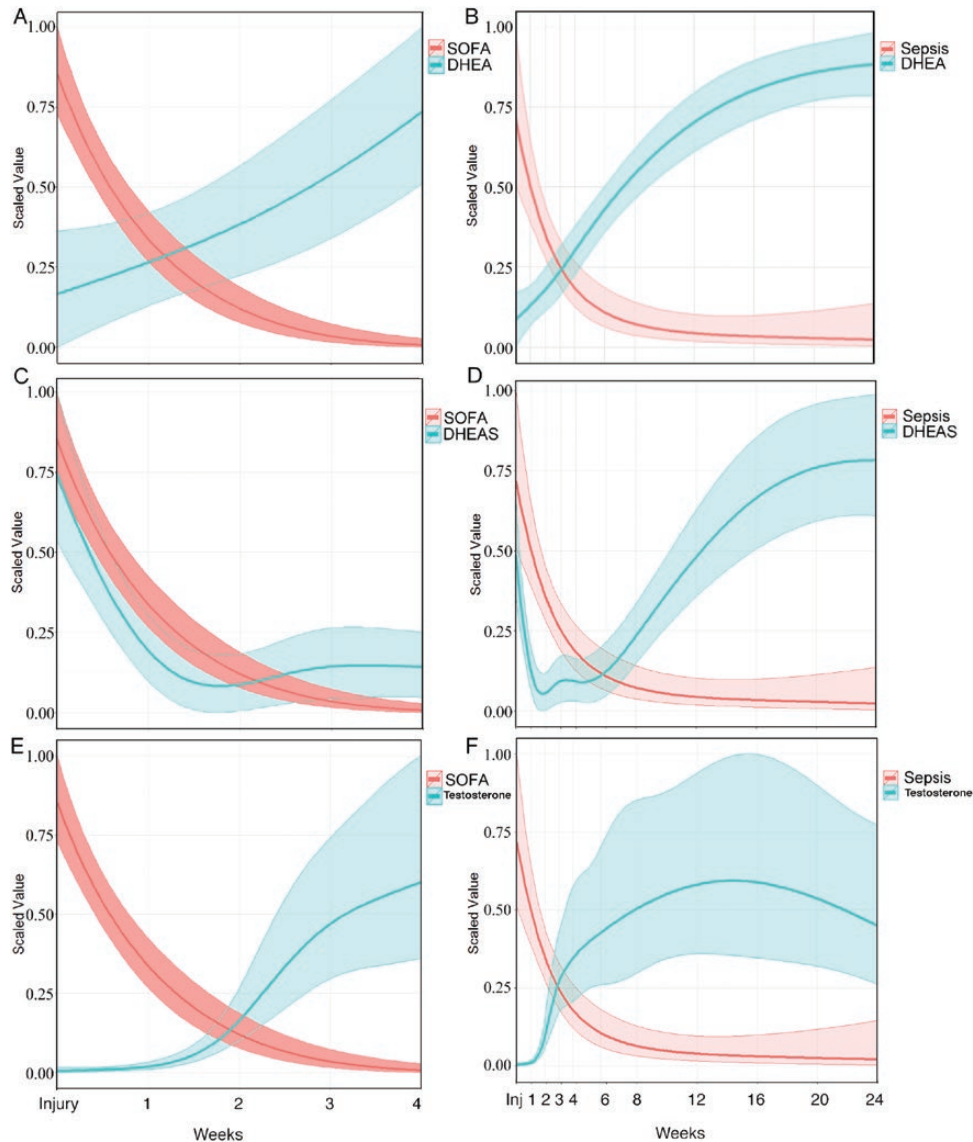 A
B
1.00
0.75
0.50
0.25
0.00
Scaled Value
SOFA
DHEA
1.00
0.75
0.50
0.25
0.00
Scaled Value
Sepsis
DHEA
C
D
1.00
0.75
0.50
0.25
0.00
Scaled Value
SOFA
DHEAS
1.00
0.75
0.50
0.25
0.00
Scaled Value
Sepsis
DHEAS
E
F
1.00
0.75
0.50
0.25
0.00
Scaled Value
SOFA
Testosterone
1.00
0.75
0.50
0.25
0.00
Scaled Value
Sepsis
Testosterone
Injury 1 2 3 4
Weeks
Inj 1 2 3 4 6 8 12 16 20 24
Weeks